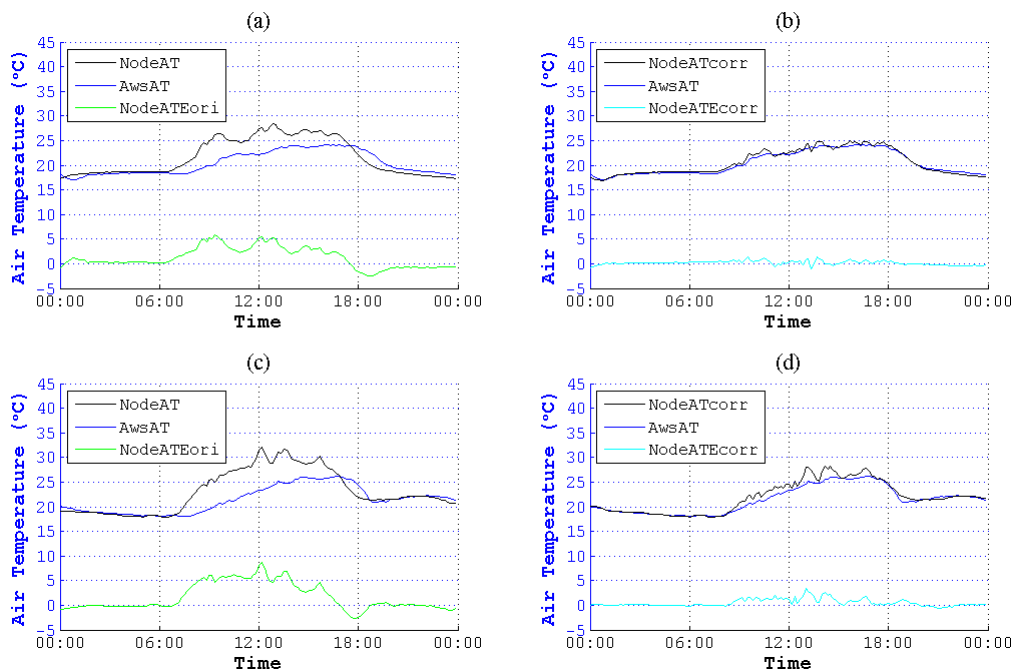 (a)
Air Temperature (°C)
45
40
35
30
25
20
15
10
5
0
-5
NodeAT
AwsAT
NodeATEori
00:00 06:00 12:00 18:00 00:00
Time
(b)
Air Temperature (°C)
45
40
35
30
25
20
15
10
5
0
-5
NodeATcorr
AwsAT
NodeATEcorr
00:00 06:00 12:00 18:00 00:00
Time
(c)
Air Temperature (°C)
45
40
35
30
25
20
15
10
5
0
-5
NodeAT
AwsAT
NodeATEori
00:00 06:00 12:00 18:00 00:00
Time
(d)
Air Temperature (°C)
45
40
35
30
25
20
15
10
5
0
-5
NodeATcorr
AwsAT
NodeATEcorr
00:00 06:00 12:00 18:00 00:00
Time